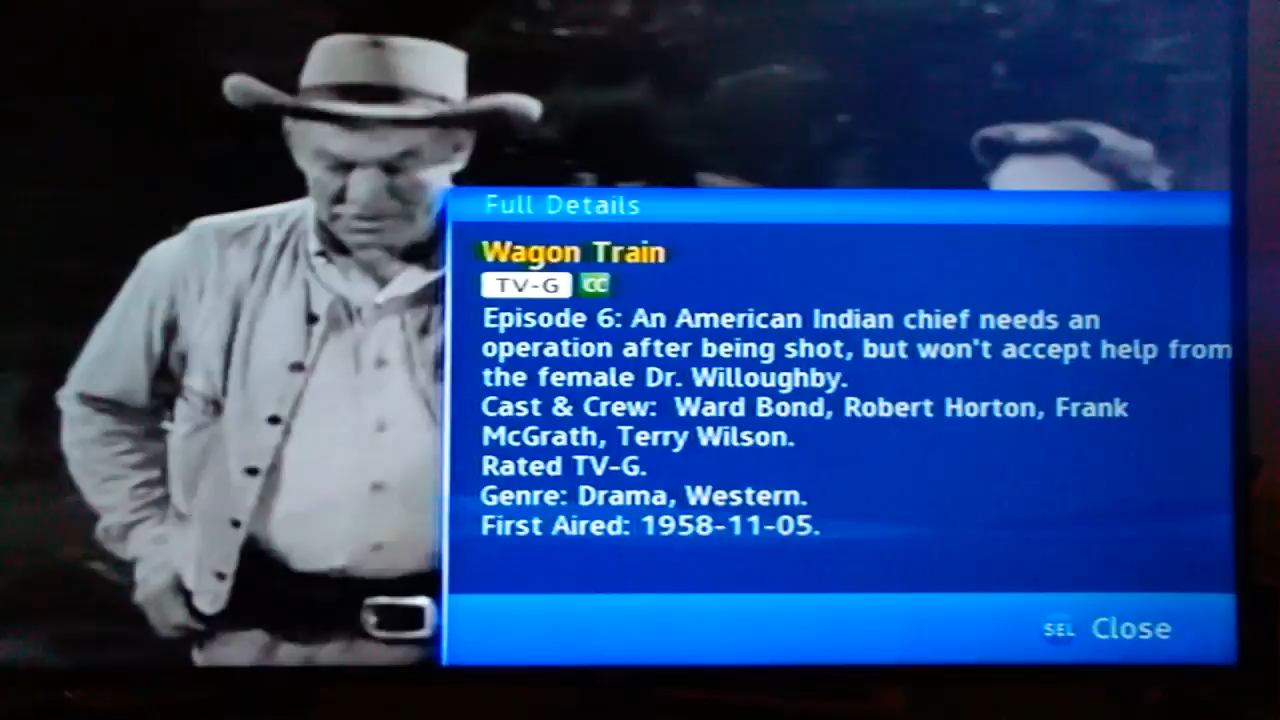 Full Details
Wagon Train
TV-G CC
Episode 6: An American Indian chief needs an
operation after being shot, but won't accept help from
the female Dr. Willoughby.
Cast & Crew: Ward Bond, Robert Horton, Frank
McGrath, Terry Wilson.
Rated TV-G.
Genre: Drama, Western.
First Aired: 1958-11-05.
SEL Close